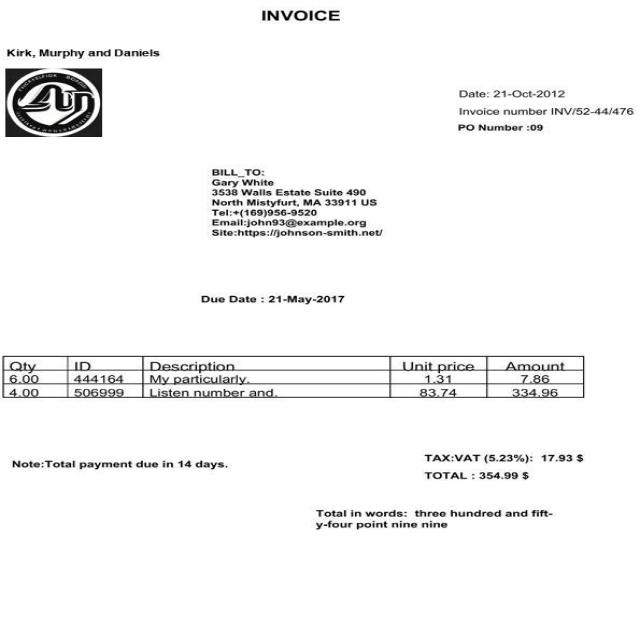 INVOICE
Kirk, Murphy and Daniels
Date: 21-Oct-2012
Invoice number INV/52-44/476
PO Number :09
BILL_TO:
Gary White
3538 Walls Estate Suite 490
North Mistyfurt, MA 33911 US
Tel:+(169)956-9520
Email:john93@example.org
Site:https://johnson-smith.net/
Due Date : 21-May-2017
Qty ID Description Unit price Amount
6.00 444164 My particularly. 1.31 7.86
4.00 506999 Listen number and. 83.74 334.96
TAX:VAT (5.23%): 17.93 $
Note:Total payment due in 14 days.
TOTAL : 354.99 $
Total in words: three hundred and fift-
y-four point nine nine